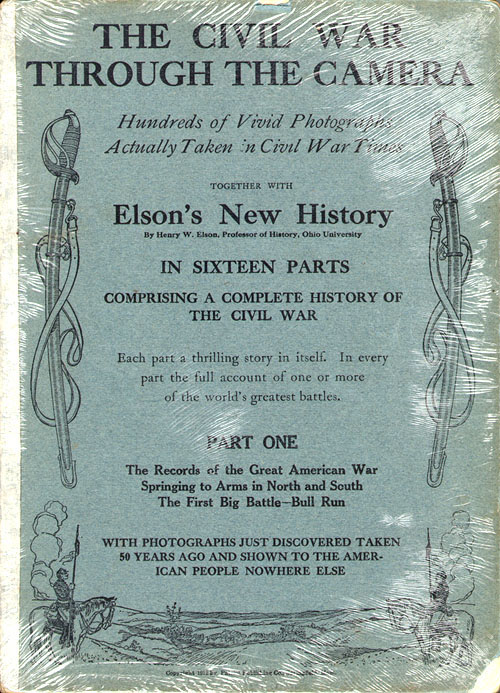 THE CIVIL WAR
THROUGH THE CAMERA
Hundreds of Vivid Photographs
Actually Taken in Civil War Times
TOGETHER WITH
Elson's New History
By Henry W. Elson, Professor of History, Ohio University
IN SIXTEEN PARTS
COMPRISING A COMPLETE HISTORY OF
THE CIVIL WAR
Each part a thrilling story in itself. In every
part the full account of one or more
of the world's greatest battles.
PART ONE
The Records of the Great American War
Springing to Arms in North and South
The First Big Battle—Bull Run
WITH PHOTOGRAPHS JUST DISCOVERED TAKEN
50 YEARS AGO AND SHOWN TO THE AMER-
ICAN PEOPLE NOWHERE ELSE
Copyright by Publishing Co.